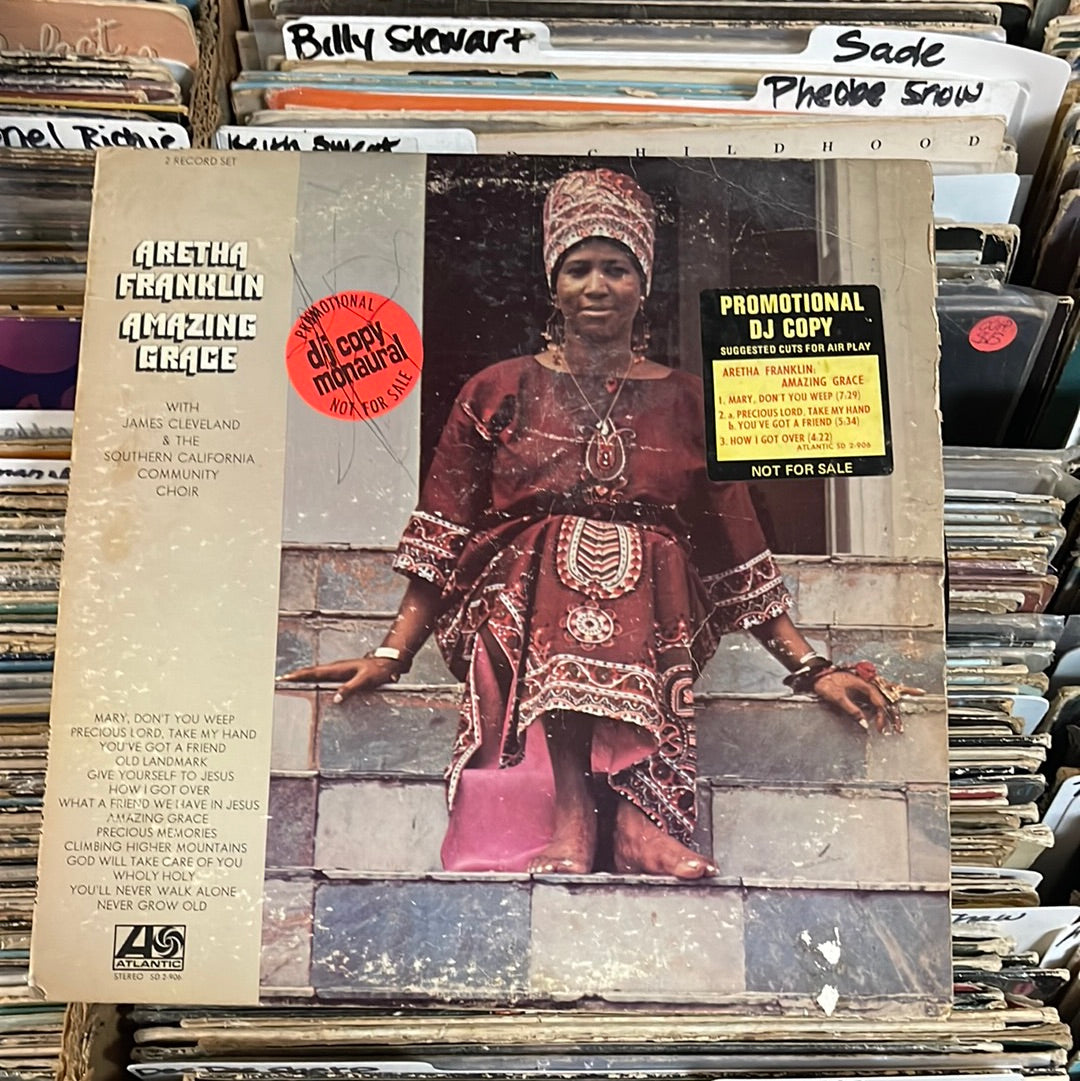 Billy Stewart
Sade
Pheobe Snow
onel Richie
Keith Sweat
C H I L D H O O D
2 RECORD SET
ARETHA
FRANKLIN
AMAZING
GRACE
WITH
JAMES CLEVELAND
& THE
SOUTHERN CALIFORNIA
COMMUNITY
CHOIR
PROMOTIONAL
dj copy
monaural
NOT FOR SALE
PROMOTIONAL
DJ COPY
SUGGESTED CUTS FOR AIR PLAY
ARETHA FRANKLIN:
AMAZING GRACE
1. MARY, DON'T YOU WEEP (7:29)
2. a. PRECIOUS LORD, TAKE MY HAND
b. YOU'VE GOT A FRIEND (5:34)
3. HOW I GOT OVER (4:22)
ATLANTIC SD 2-906
NOT FOR SALE
MARY, DON'T YOU WEEP
PRECIOUS LORD, TAKE MY HAND
YOU'VE GOT A FRIEND
OLD LANDMARK
GIVE YOURSELF TO JESUS
HOW I GOT OVER
WHAT A FRIEND WE HAVE IN JESUS
AMAZING GRACE
PRECIOUS MEMORIES
CLIMBING HIGHER MOUNTAINS
GOD WILL TAKE CARE OF YOU
WHOLY HOLY
YOU'LL NEVER WALK ALONE
NEVER GROW OLD
ATLANTIC
STEREO SD 2-906